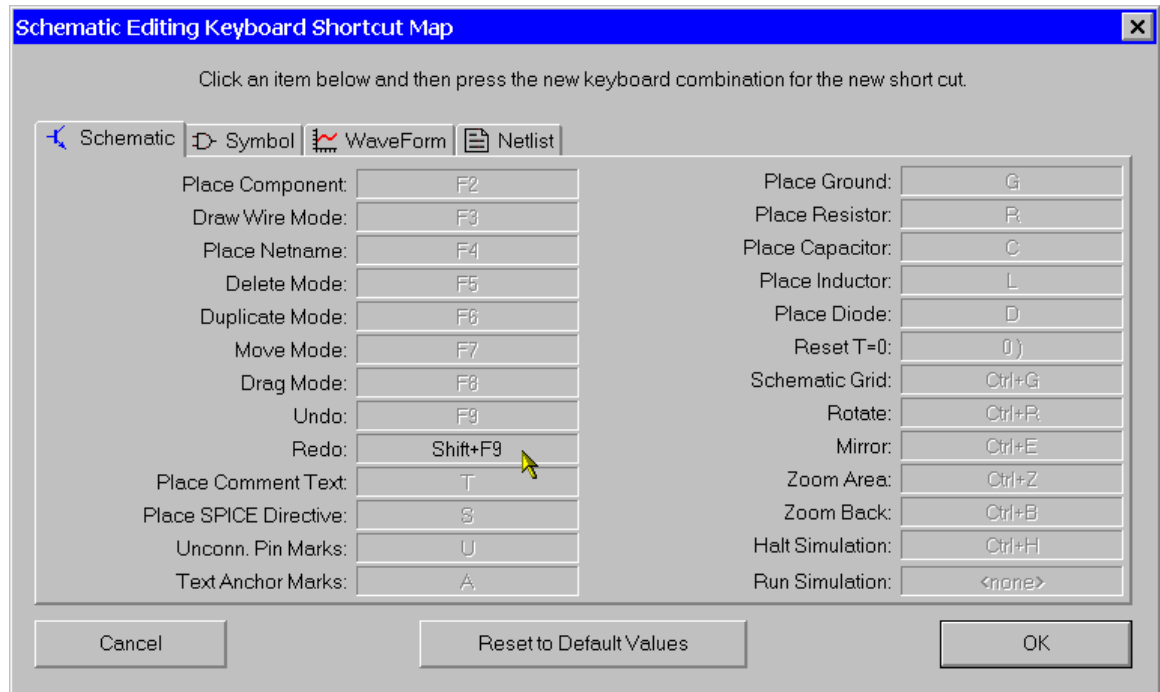 Schematic Editing Keyboard Shortcut Map
Click an item below and then press the new keyboard combination for the new short cut.
Schematic Symbol WaveForm Netlist
Place Component: F2
Draw Wire Mode: F3
Place Netname: F4
Delete Mode: F5
Duplicate Mode: F6
Move Mode: F7
Drag Mode: F8
Undo: F9
Redo: Shift+F9
Place Comment Text: T
Place SPICE Directive: S
Unconn. Pin Marks: U
Text Anchor Marks: A
Place Ground: G
Place Resistor: R
Place Capacitor: C
Place Inductor: L
Place Diode: D
Reset T=0: 0 )
Schematic Grid: Ctrl+G
Rotate: Ctrl+R
Mirror: Ctrl+E
Zoom Area: Ctrl+Z
Zoom Back: Ctrl+B
Halt Simulation: Ctrl+H
Run Simulation: <none>
Cancel Reset to Default Values OK